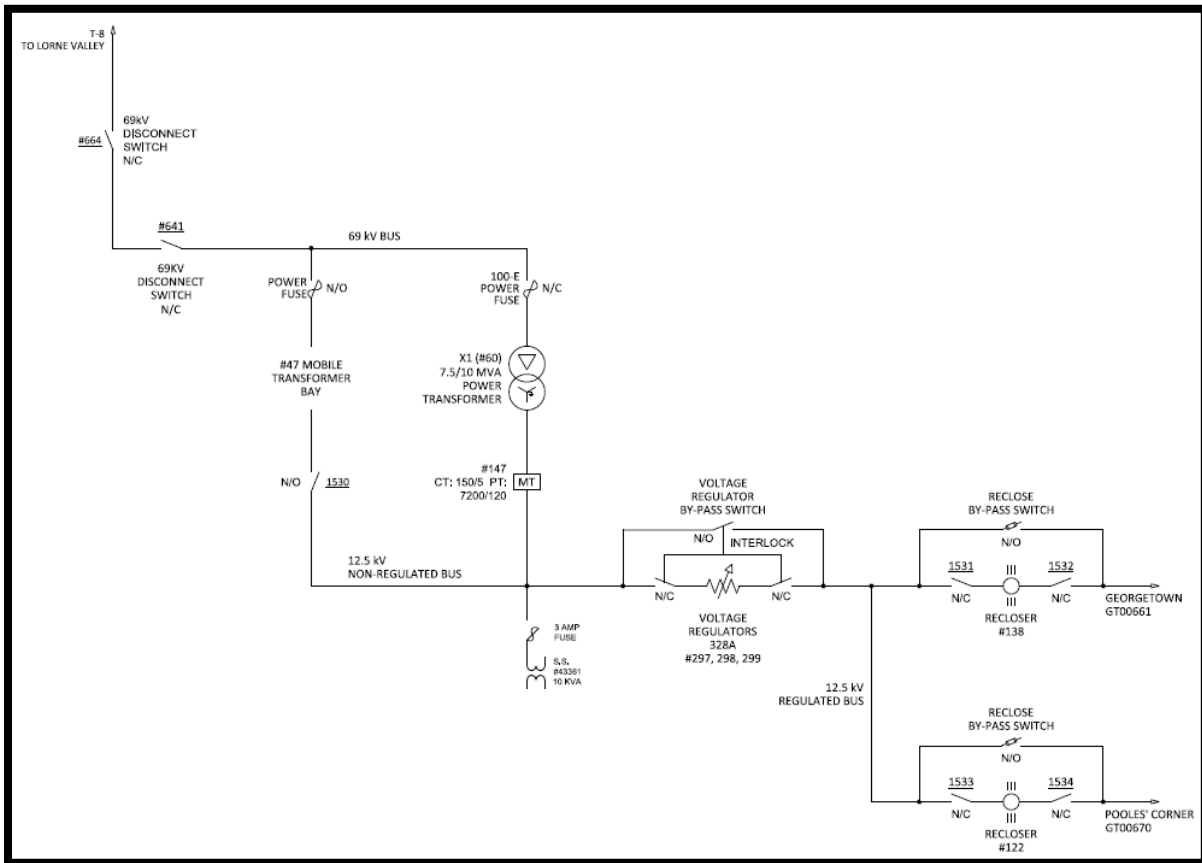 T-8
TO LORNE VALLEY
#664
69kV
DISCONNECT
SWITCH
N/C
#641
69KV
DISCONNECT
SWITCH
N/C
69 kV BUS
POWER
FUSE
N/O
100-E
POWER
FUSE
N/C
#47 MOBILE
TRANSFORMER
BAY
X1 (#60)
7.5/10 MVA
POWER
TRANSFORMER
N/O
1530
#147
CT: 150/5 PT:
7200/120
MT
12.5 kV
NON-REGULATED BUS
3 AMP
FUSE
S.S.
#43361
10 KVA
VOLTAGE
REGULATOR
BY-PASS SWITCH
N/O
INTERLOCK
N/C
N/C
VOLTAGE
REGULATORS
328A
#297, 298, 299
RECLOSE
BY-PASS SWITCH
N/O
1531
1532
N/C
N/C
RECLOSER
#138
GEORGETOWN
GT00661
12.5 kV
REGULATED BUS
RECLOSE
BY-PASS SWITCH
N/O
1533
1534
N/C
N/C
RECLOSER
#122
POOLES' CORNER
GT00670